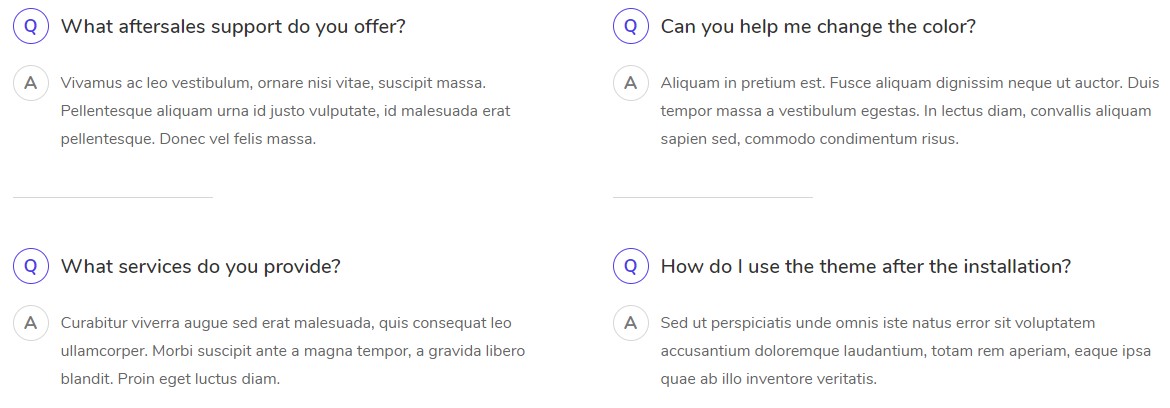 Q What aftersales support do you offer?
A Vivamus ac leo vestibulum, ornare nisi vitae, suscipit massa.
Pellentesque aliquam urna id justo vulputate, id malesuada erat
pellentesque. Donec vel felis massa.
Q Can you help me change the color?
A Aliquam in pretium est. Fusce aliquam dignissim neque ut auctor. Duis
tempor massa a vestibulum egestas. In lectus diam, convallis aliquam
sapien sed, commodo condimentum risus.
Q What services do you provide?
A Curabitur viverra augue sed erat malesuada, quis consequat leo
ullamcorper. Morbi suscipit ante a magna tempor, a gravida libero
blandit. Proin eget luctus diam.
Q How do I use the theme after the installation?
A Sed ut perspiciatis unde omnis iste natus error sit voluptatem
accusantium doloremque laudantium, totam rem aperiam, eaque ipsa
quae ab illo inventore veritatis.